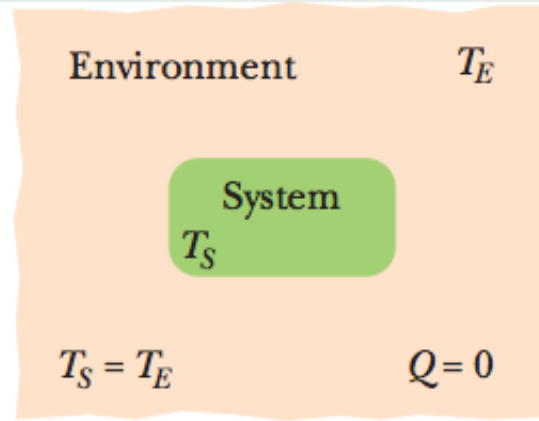 Environment T_E
System
T_S
T_S = T_E Q = 0